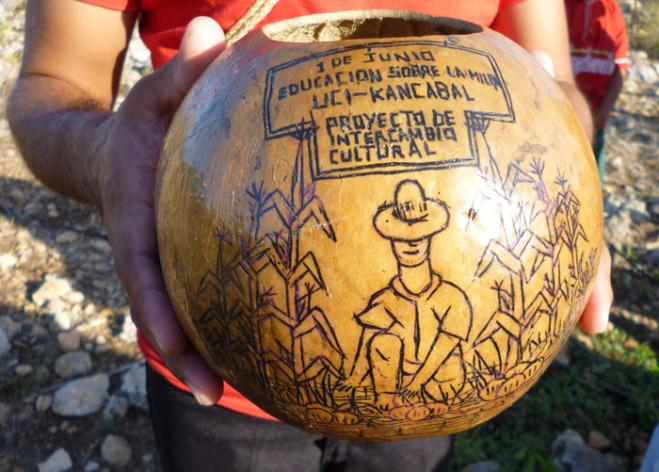 1 DE JUNIO
EDUCACION SOBRE LA MILPA
UCI-KANCABAL
PROYECTO DE
INTERCAMBIO
CULTURAL